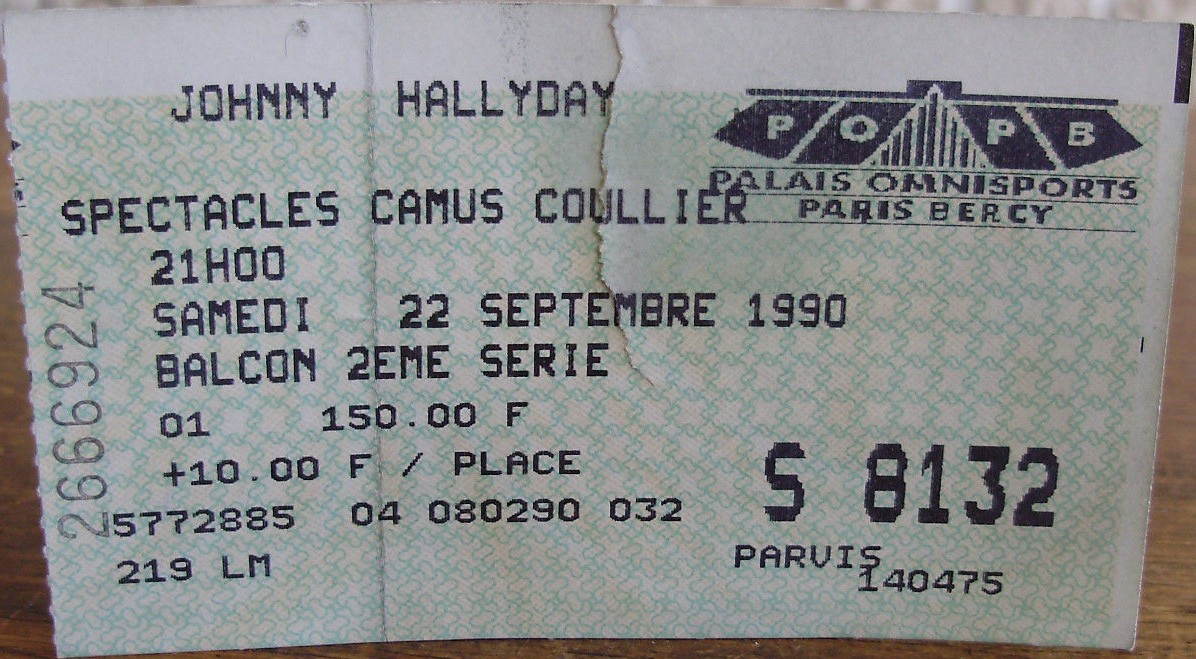 JOHNNY HALLYDAY
P O P B
PALAIS OMNISPORTS
PARIS BERCY
SPECTACLES CAMUS COULLIER
21H00
SAMEDI 22 SEPTEMBRE 1990
BALCON 2EME SERIE
01 150.00 F
+10.00 F / PLACE
S 8132
5772885 04 080290 032
PARVIS
219 LM
140475
2666924